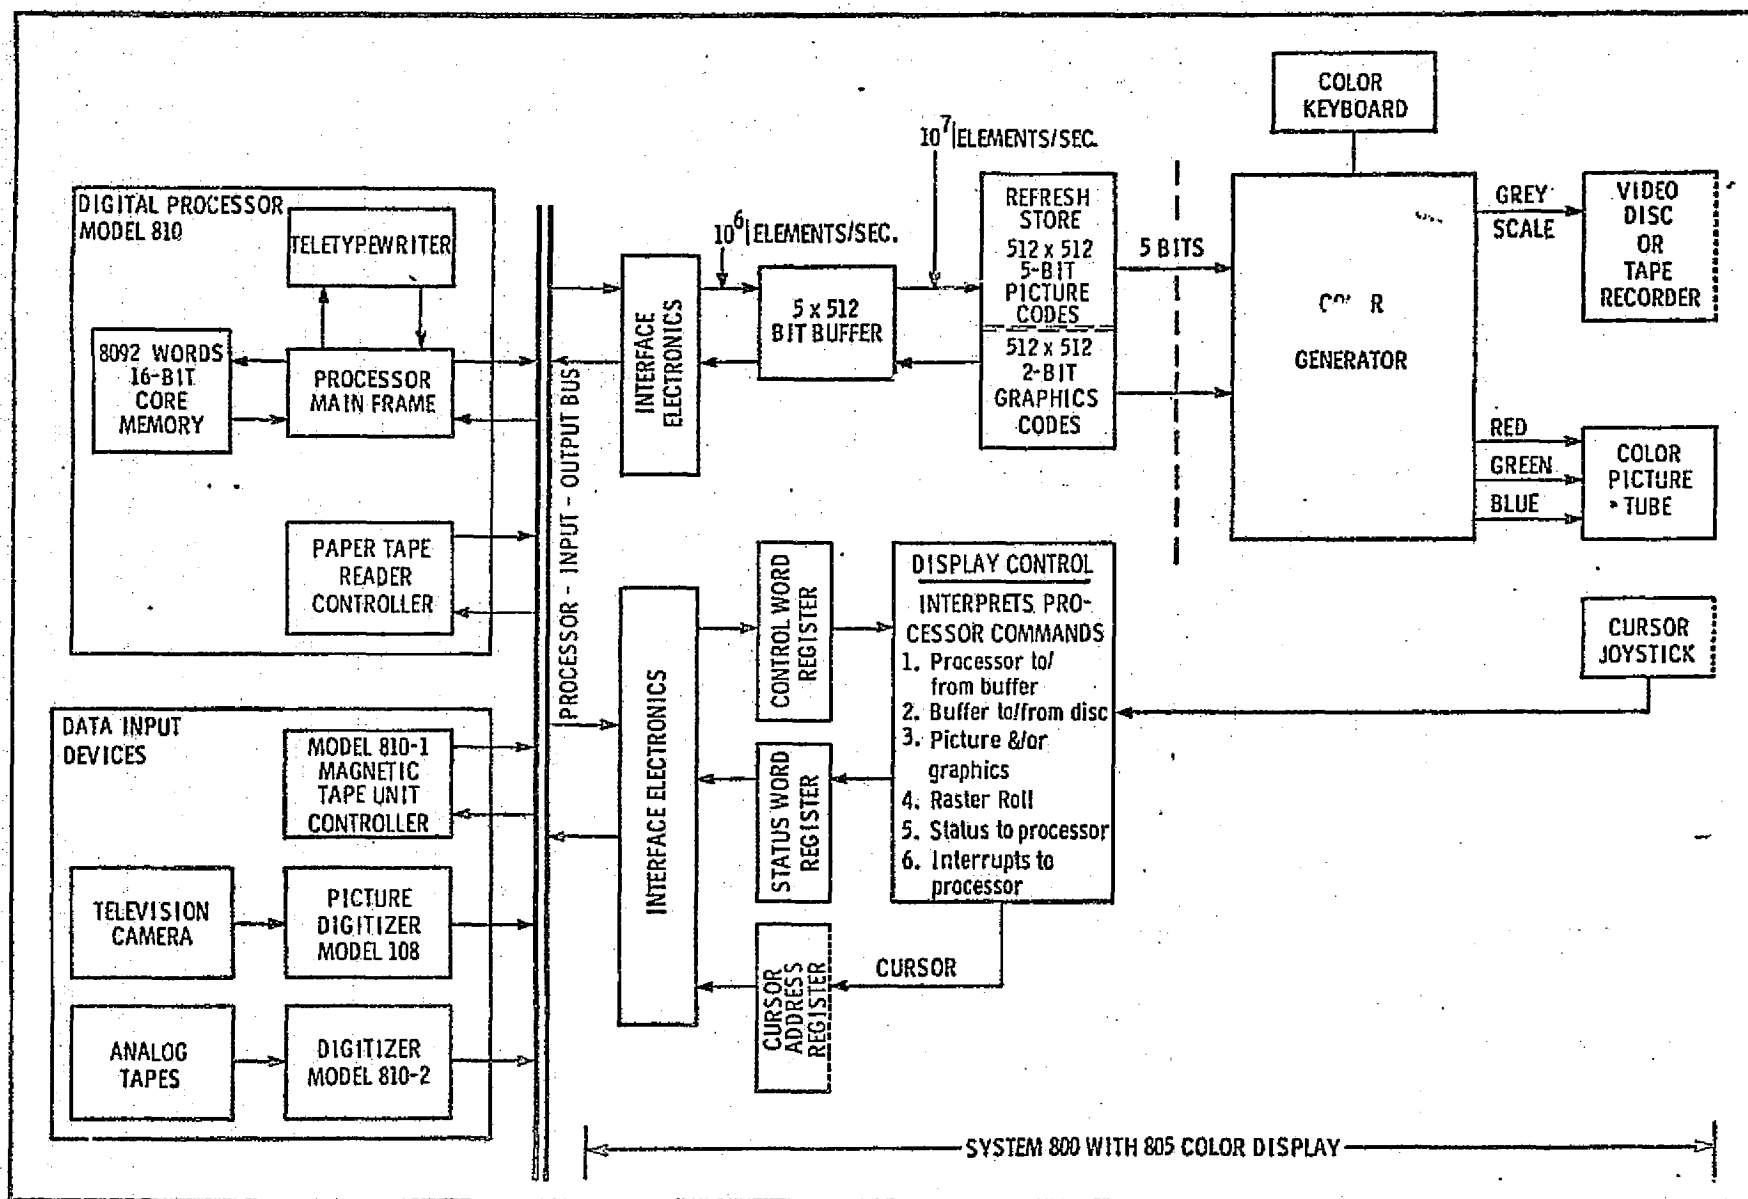 COLOR
KEYBOARD
10^7 ELEMENTS/SEC.
DIGITAL PROCESSOR
MODEL 810
TELETYPEWRITER
8092 WORDS
16-BIT
CORE
MEMORY
PROCESSOR
MAIN FRAME
PAPER TAPE
READER
CONTROLLER
PROCESSOR - INPUT - OUTPUT BUS
INTERFACE
ELECTRONICS
10^6 ELEMENTS/SEC.
5 x 512
BIT BUFFER
REFRESH
STORE
512 x 512
5-BIT
PICTURE
CODES
512 x 512
2-BIT
GRAPHICS
CODES
5 BITS
GENERATOR
GREY
SCALE
VIDEO
DISC
OR
TAPE
RECORDER
RED
GREEN
BLUE
COLOR
PICTURE
TUBE
DATA INPUT
DEVICES
MODEL 810-1
MAGNETIC
TAPE UNIT
CONTROLLER
TELEVISION
CAMERA
PICTURE
DIGITIZER
MODEL 108
ANALOG
TAPES
DIGITIZER
MODEL 810-2
INTERFACE ELECTRONICS
CONTROL WORD
REGISTER
STATUS WORD
REGISTER
CURSOR
ADDRESS
REGISTER
DISPLAY CONTROL
INTERPRETS PRO-
CESSOR COMMANDS
1. Processor to/
from buffer
2. Buffer to/from disc
3. Picture &/or
graphics
4. Raster Roll
5. Status to processor
6. Interrupts to
processor
CURSOR
CURSOR
JOYSTICK
SYSTEM 800 WITH 805 COLOR DISPLAY